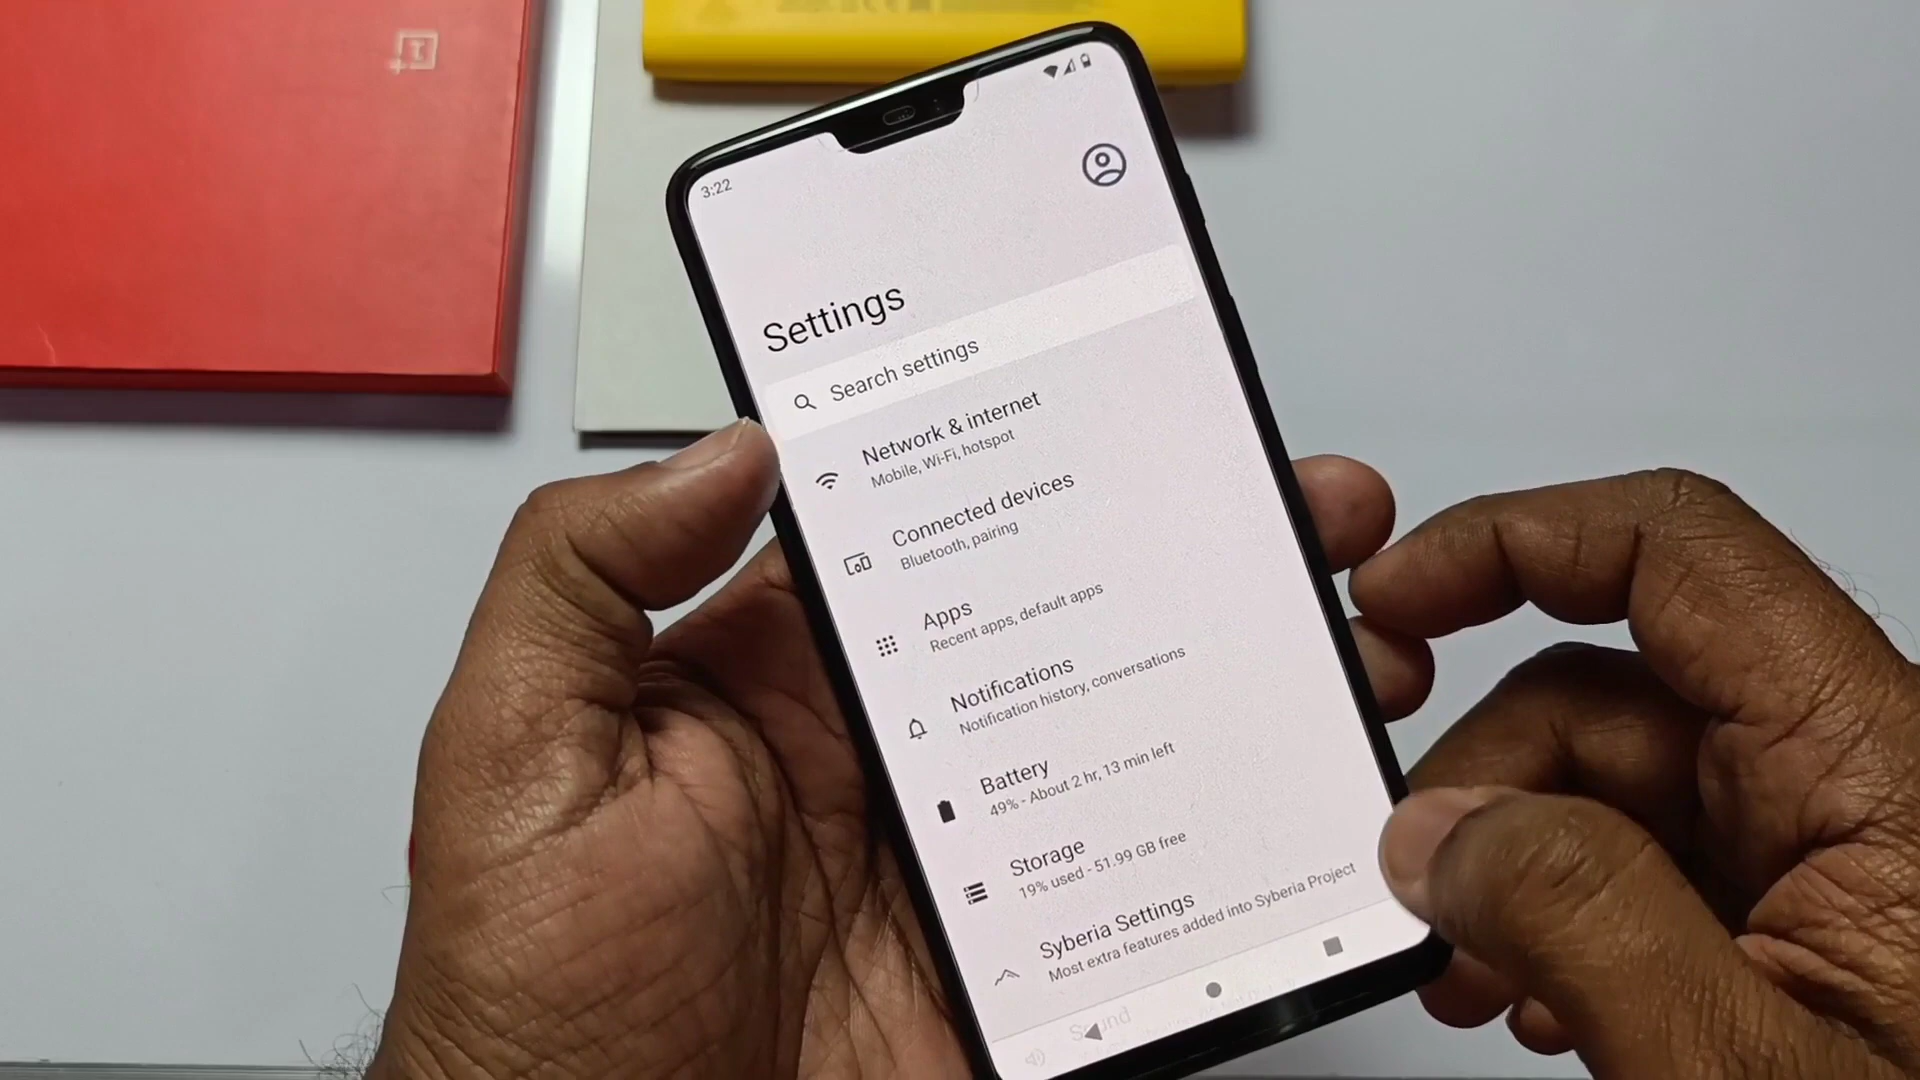 3:22
Settings
Search settings
Network & internet
Mobile, Wi-Fi, hotspot
Connected devices
Bluetooth, pairing
Apps
Recent apps, default apps
Notifications
Notification history, conversations
Battery
49% - About 2 hr, 13 min left
Storage
19% used - 51.99 GB free
Syberia Settings
Most extra features added into Syberia Project
Sound